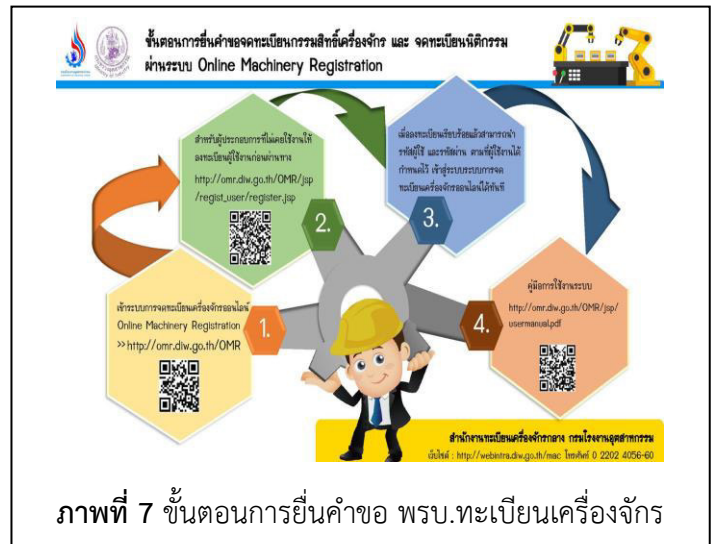 ขั้นตอนการยื่นคำขอจดทะเบียนกรรมสิทธิ์เครื่องจักร และ จดทะเบียนนิติกรรม
ผ่านระบบ Online Machinery Registration
เข้าระบบการจดทะเบียนเครื่องจักรออนไลน์
Online Machinery Registration
>>http://omr.diw.go.th/OMR
1.
สำหรับผู้ประกอบการที่ไม่เคยใช้งานให้
ลงทะเบียนผู้ใช้งานก่อนผ่านทาง
http://omr.diw.go.th/OMR/jsp
/regist_user/register.jsp
2.
เมื่อลงทะเบียนเรียบร้อยแล้วสามารถนำ
รหัสผู้ใช้ และรหัสผ่าน ตามที่ผู้ใช้งานได้
กำหนดไว้ เข้าสู่ระบบระบบการจด
ทะเบียนเครื่องจักรออนไลน์ได้ทันที
3.
คู่มือการใช้งานระบบ
http://omr.diw.go.th/OMR/jsp/
usermanual.pdf
4.
สำนักงานทะเบียนเครื่องจักรกลาง กรมโรงงานอุตสาหกรรม
เว็บไซต์ : http://webintra.diw.go.th/mac โทรศัพท์ 0 2202 4056-60
ภาพที่ 7 ขั้นตอนการยื่นคำขอ พรบ.ทะเบียนเครื่องจักร